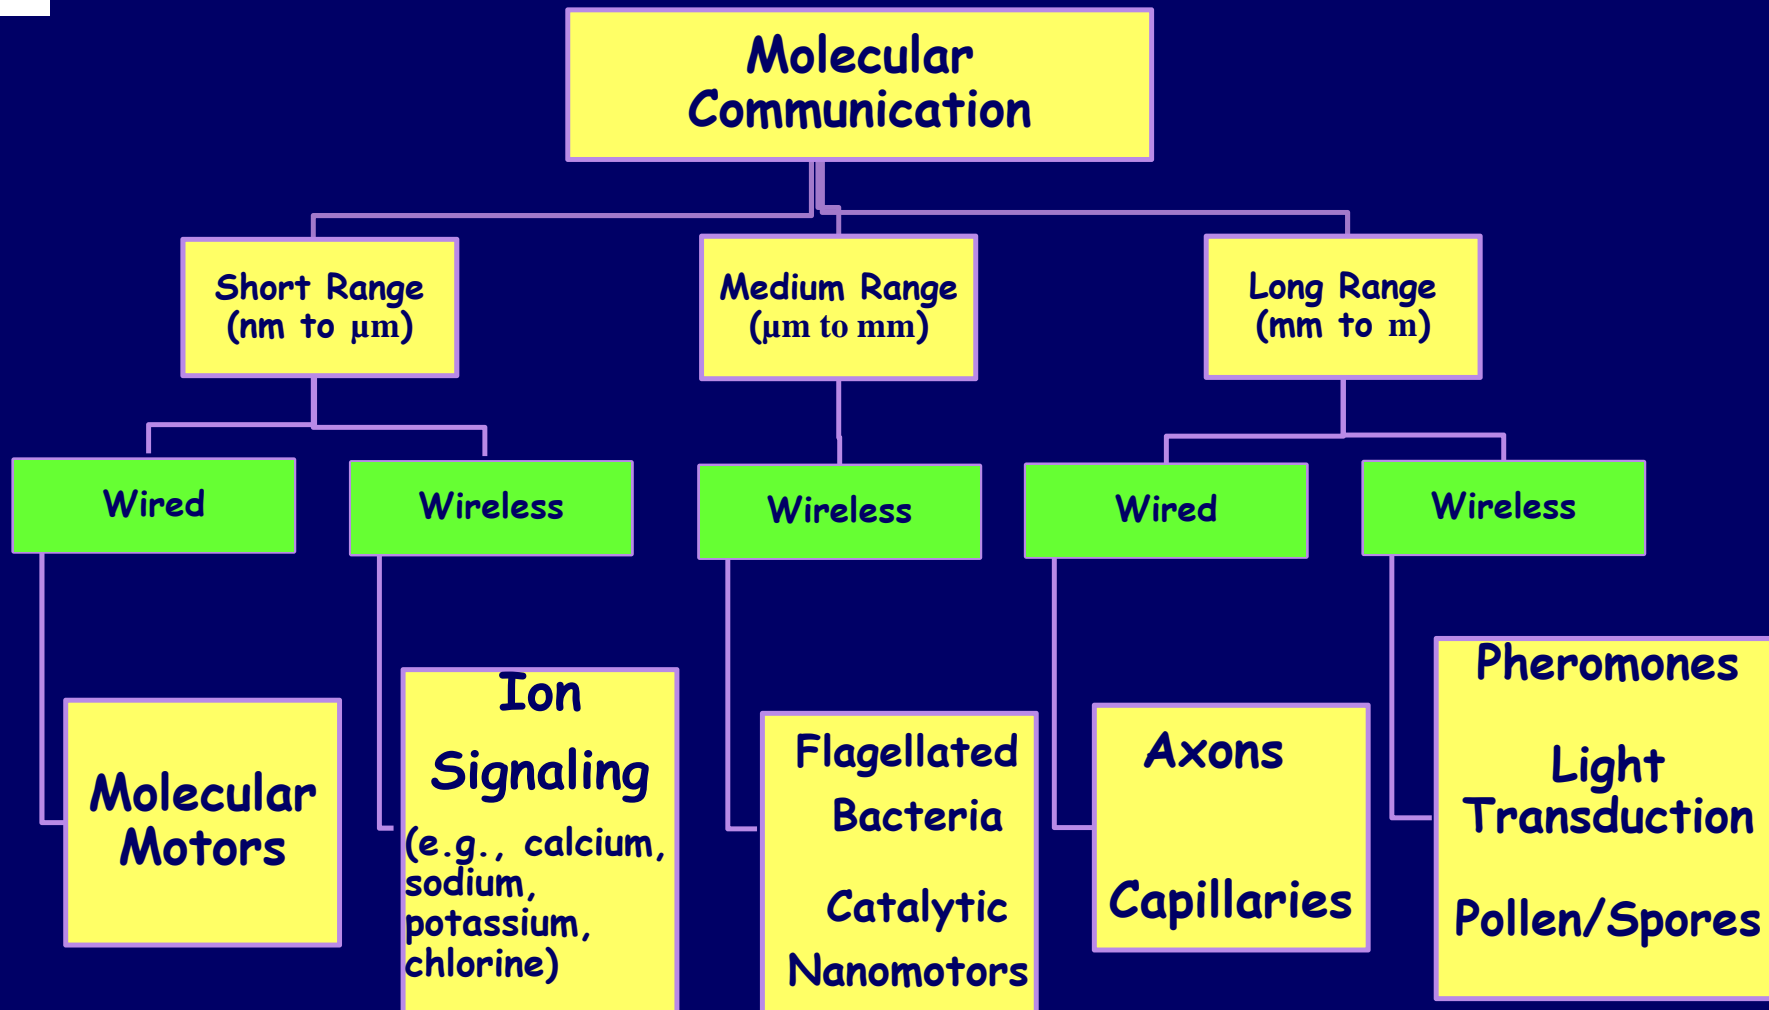 Molecular
Communication
Short Range
(nm to µm)
Medium Range
(µm to mm)
Long Range
(mm to m)
Wired
Wireless
Wireless
Wired
Wireless
Molecular
Motors
Ion
Signaling
(e.g., calcium,
sodium,
potassium,
chlorine)
Flagellated
Bacteria
Catalytic
Nanomotors
Axons
Capillaries
Pheromones
Light
Transduction
Pollen/Spores